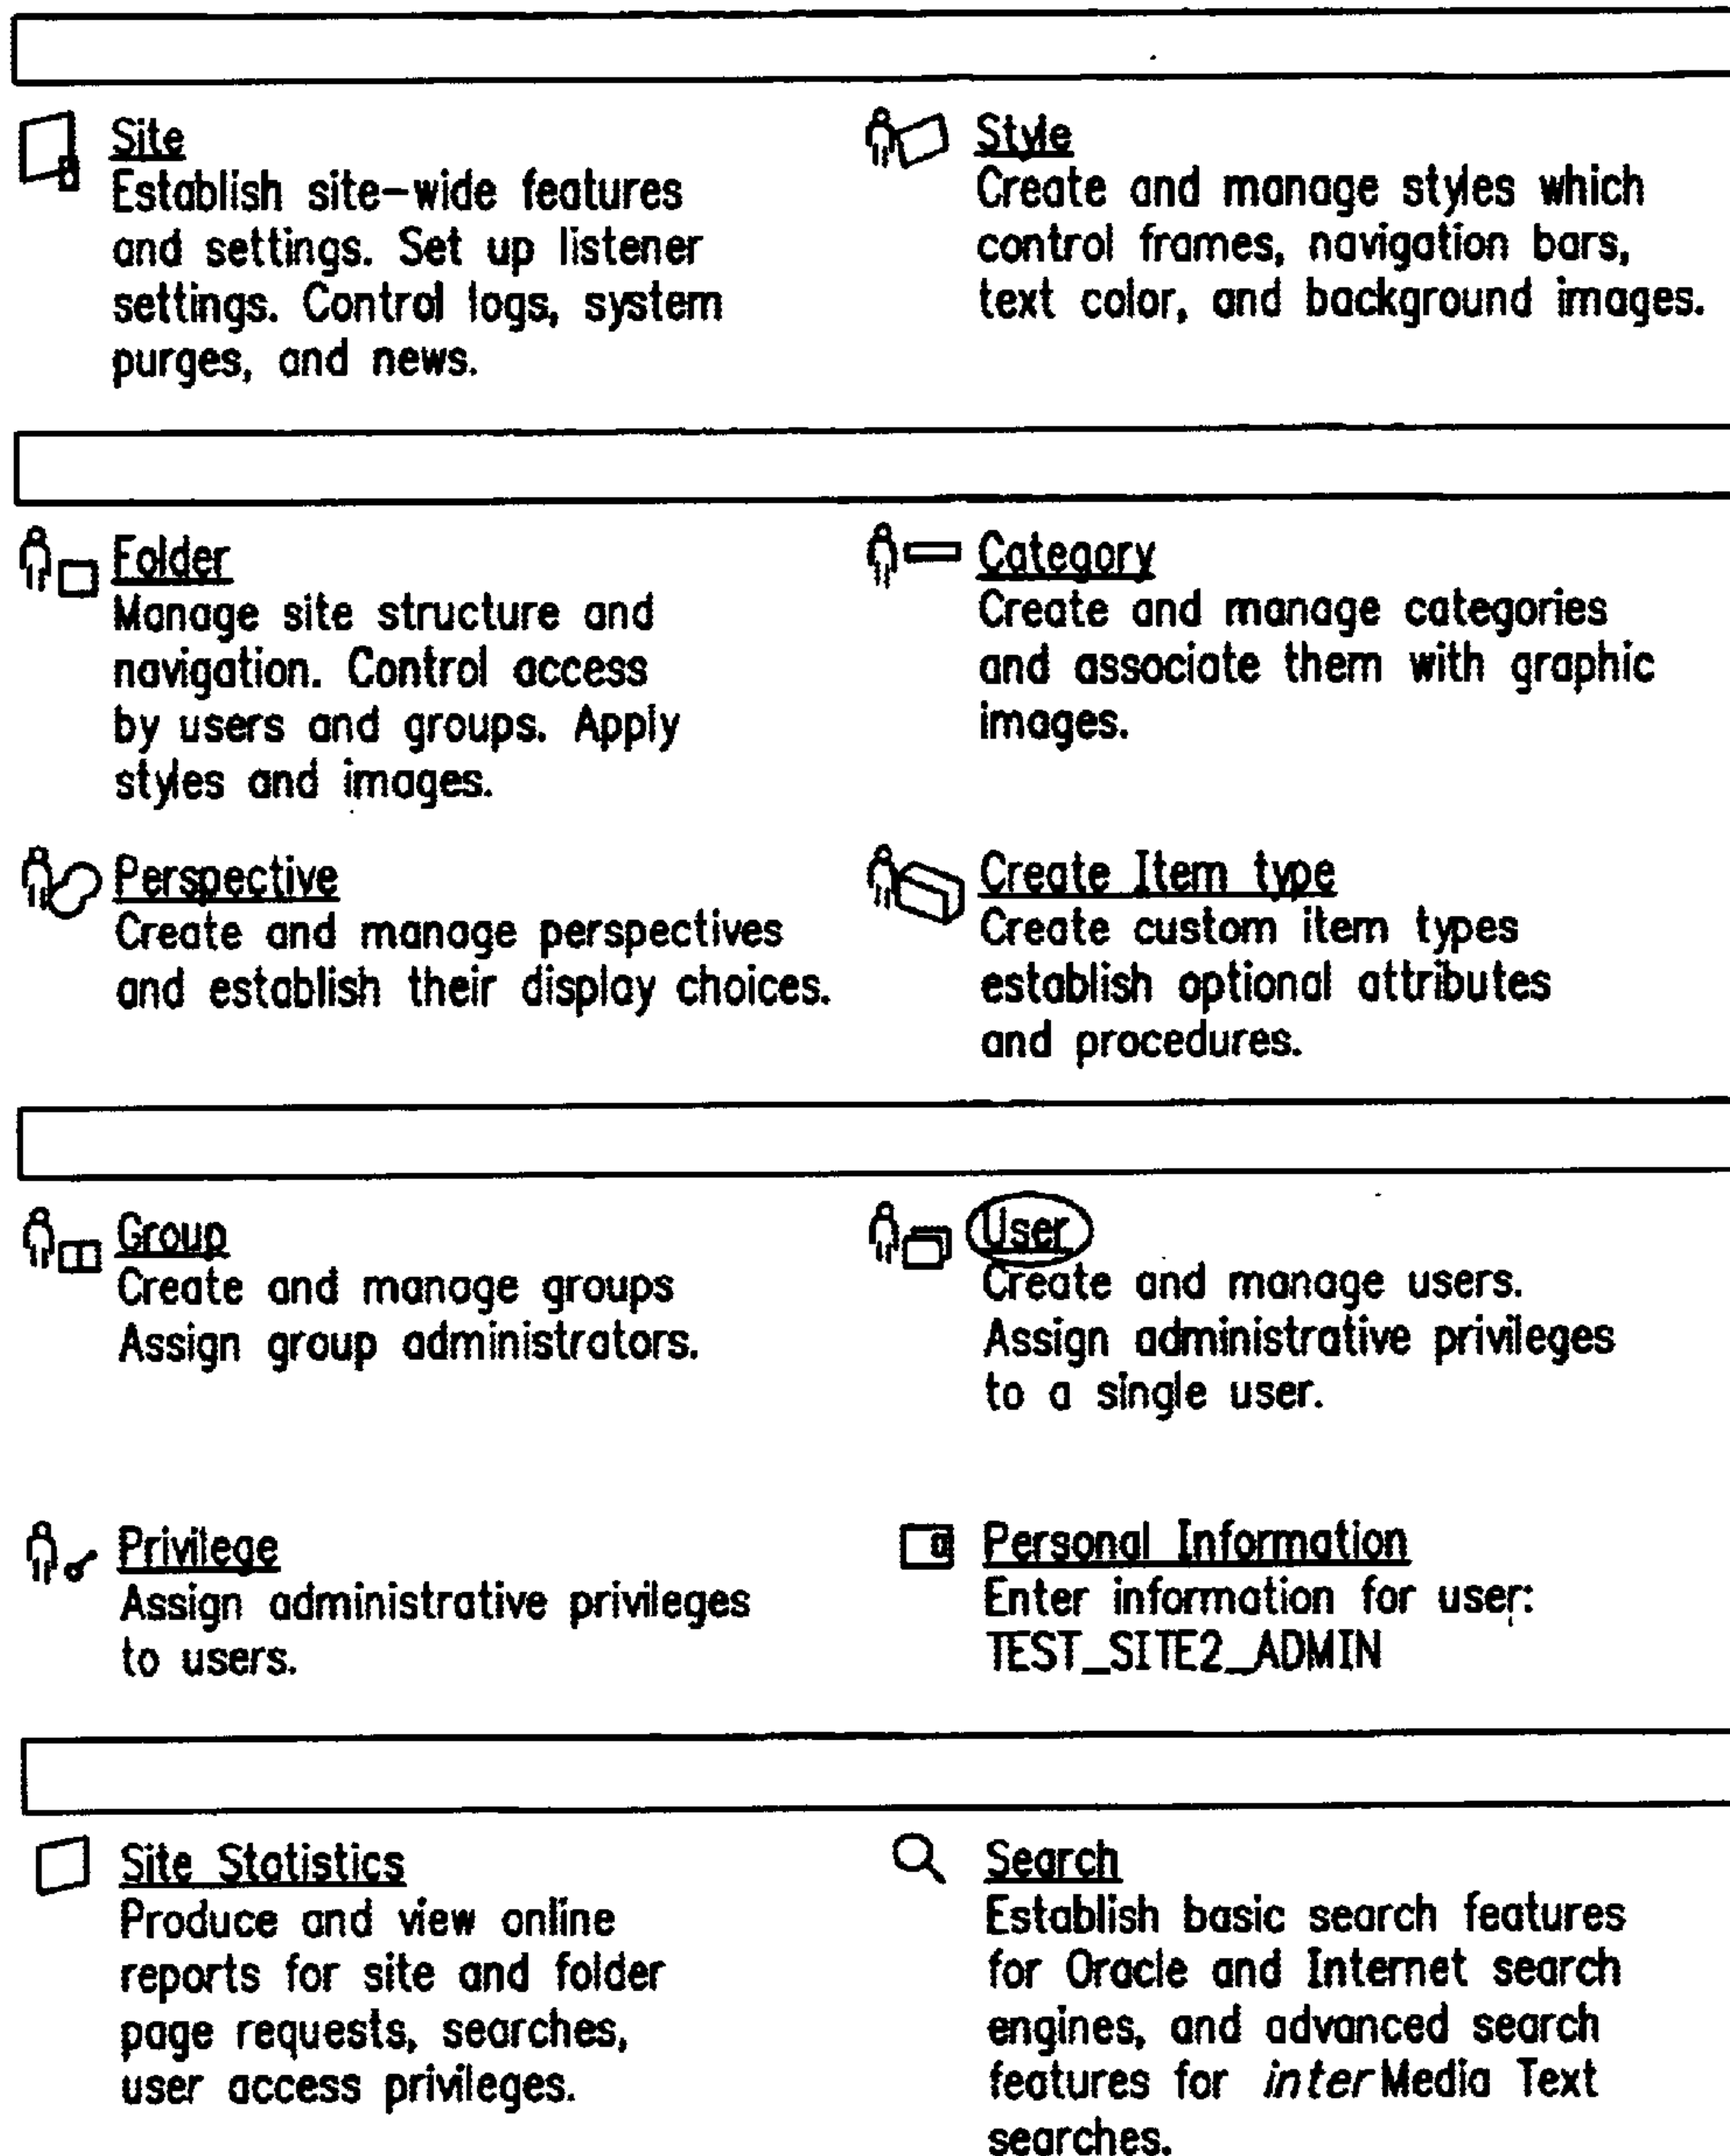 Site
Establish site-wide features
and settings. Set up listener
settings. Control logs, system
purges, and news.
Style
Create and manage styles which
control frames, navigation bars,
text color, and background images.
Folder
Manage site structure and
navigation. Control access
by users and groups. Apply
styles and images.
Category
Create and manage categories
and associate them with graphic
images.
Perspective
Create and manage perspectives
and establish their display choices.
Create Item type
Create custom item types
establish optional attributes
and procedures.
Group
Create and manage groups
Assign group administrators.
User
Create and manage users.
Assign administrative privileges
to a single user.
Privilege
Assign administrative privileges
to users.
Personal Information
Enter information for user:
TEST_SITE2_ADMIN
Site Statistics
Produce and view online
reports for site and folder
page requests, searches,
user access privileges.
Search
Establish basic search features
for Oracle and Internet search
engines, and advanced search
features for interMedia Text
searches.